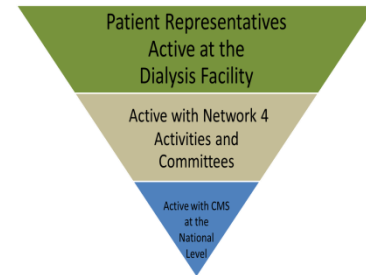 Patient Representatives
Active at the
Dialysis Facility
Active with Network 4
Activities and
Committees
Active with CMS
at the
National
Level